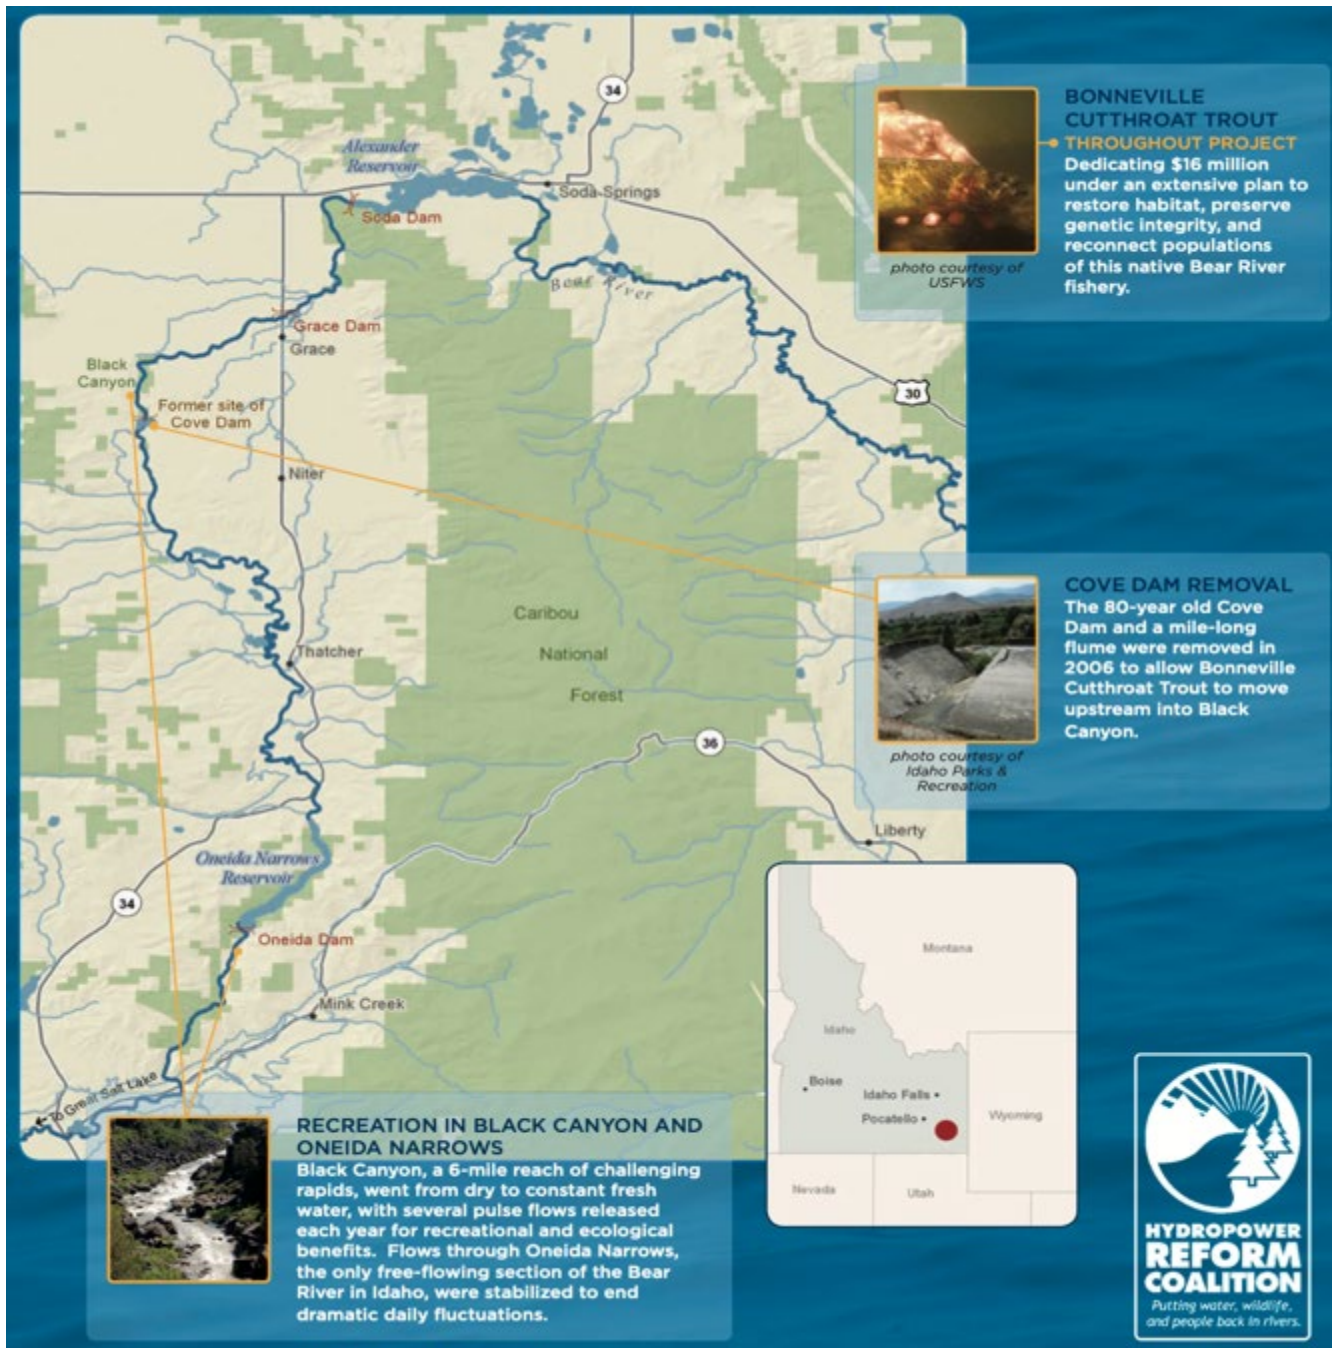 34
Alexander
Reservoir
Soda Springs
Soda Dam
Bear River
Grace Dam
Grace
Black
Canyon
Former site of
Cove Dam
30
Niter
Caribou
National
Forest
Thatcher
36
Liberty
Oneida Narrows
Reservoir
34
Oneida Dam
Mink Creek
To Great Salt Lake
BONNEVILLE
CUTTHROAT TROUT
THROUGHOUT PROJECT
Dedicating $16 million
under an extensive plan to
restore habitat, preserve
genetic integrity, and
reconnect populations
of this native Bear River
fishery.
photo courtesy of
USFWS
COVE DAM REMOVAL
The 80-year old Cove
Dam and a mile-long
flume were removed in
2006 to allow Bonneville
Cutthroat Trout to move
upstream into Black
Canyon.
photo courtesy of
Idaho Parks &
Recreation
Montana
Idaho
Boise
Idaho Falls
Pocatello
Wyoming
Nevada
Utah
RECREATION IN BLACK CANYON AND
ONEIDA NARROWS
Black Canyon, a 6-mile reach of challenging
rapids, went from dry to constant fresh
water, with several pulse flows released
each year for recreational and ecological
benefits. Flows through Oneida Narrows,
the only free-flowing section of the Bear
River in Idaho, were stabilized to end
dramatic daily fluctuations.
HYDROPOWER
REFORM
COALITION
Putting water, wildlife,
and people back in rivers.